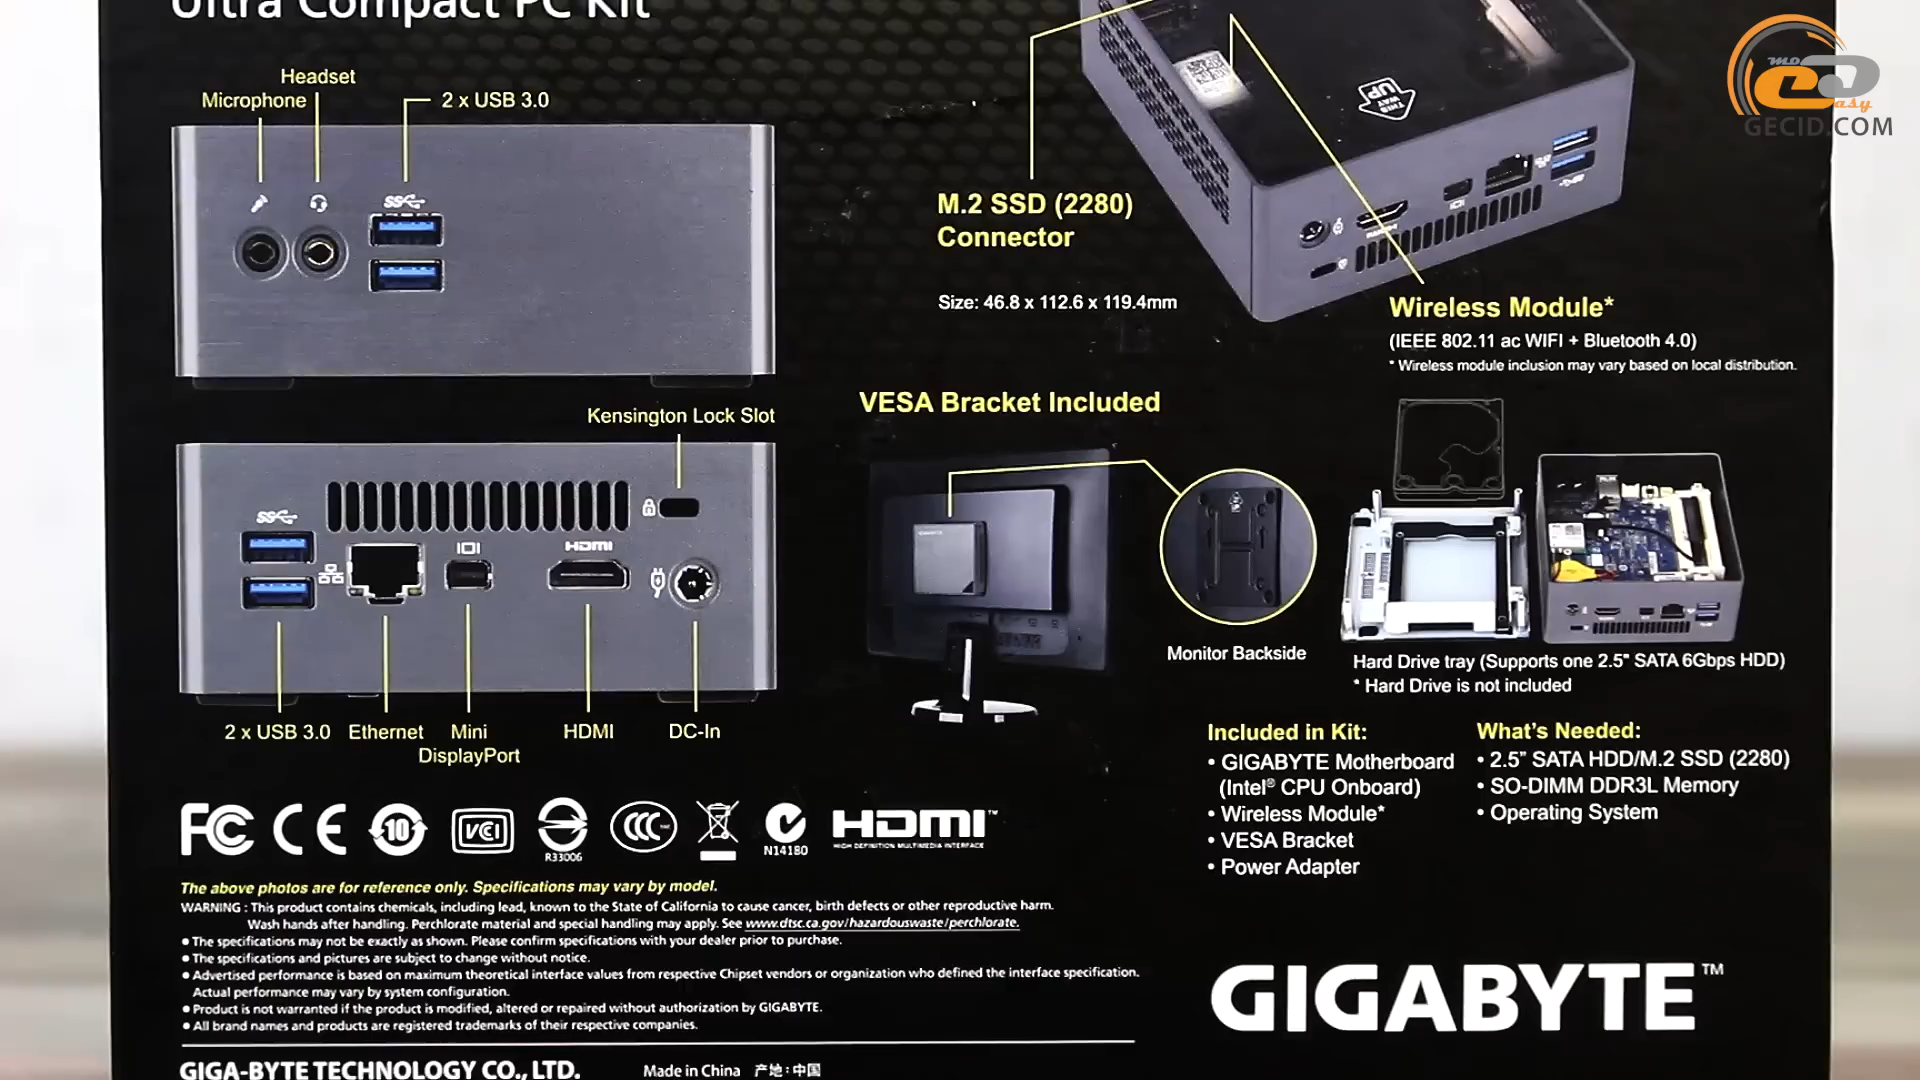 Ultra Compact PC Kit
Headset
Microphone
2 x USB 3.0
M.2 SSD (2280)
Connector
Size: 46.8 x 112.6 x 119.4mm
THIS WAY
UP
Wireless Module*
(IEEE 802.11 ac WIFI + Bluetooth 4.0)
* Wireless module inclusion may vary based on local distribution.
GECID.COM
easy
Kensington Lock Slot
HDMI
2 x USB 3.0
Ethernet
Mini
DisplayPort
HDMI
DC-In
VESA Bracket Included
Monitor Backside
Hard Drive tray (Supports one 2.5" SATA 6Gbps HDD)
* Hard Drive is not included
Included in Kit:
• GIGABYTE Motherboard
(Intel® CPU Onboard)
• Wireless Module*
• VESA Bracket
• Power Adapter
What's Needed:
• 2.5" SATA HDD/M.2 SSD (2280)
• SO-DIMM DDR3L Memory
• Operating System
FC CE 10 VCI R33006 CCC N14180 HDMI™
HIGH DEFINITION MULTIMEDIA INTERFACE
The above photos are for reference only. Specifications may vary by model.
WARNING : This product contains chemicals, including lead, known to the State of California to cause cancer, birth defects or other reproductive harm.
Wash hands after handling. Perchlorate material and special handling may apply. See www.dtsc.ca.gov/hazardouswaste/perchlorate.
● The specifications may not be exactly as shown. Please confirm specifications with your dealer prior to purchase.
● The specifications and pictures are subject to change without notice.
● Advertised performance is based on maximum theoretical interface values from respective Chipset vendors or organization who defined the interface specification.
Actual performance may vary by system configuration.
● Product is not warranted if the product is modified, altered or repaired without authorization by GIGABYTE.
● All brand names and products are registered trademarks of their respective companies.
GIGABYTE™
GIGA-BYTE TECHNOLOGY CO., LTD.
Made in China 产地：中国